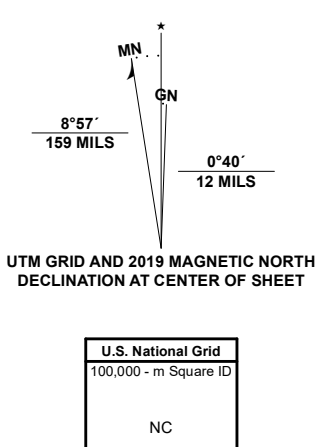 ★
MN
GN
8°57´
159 MILS
0°40´
12 MILS
UTM GRID AND 2019 MAGNETIC NORTH
DECLINATION AT CENTER OF SHEET
U.S. National Grid
100,000 - m Square ID
NC